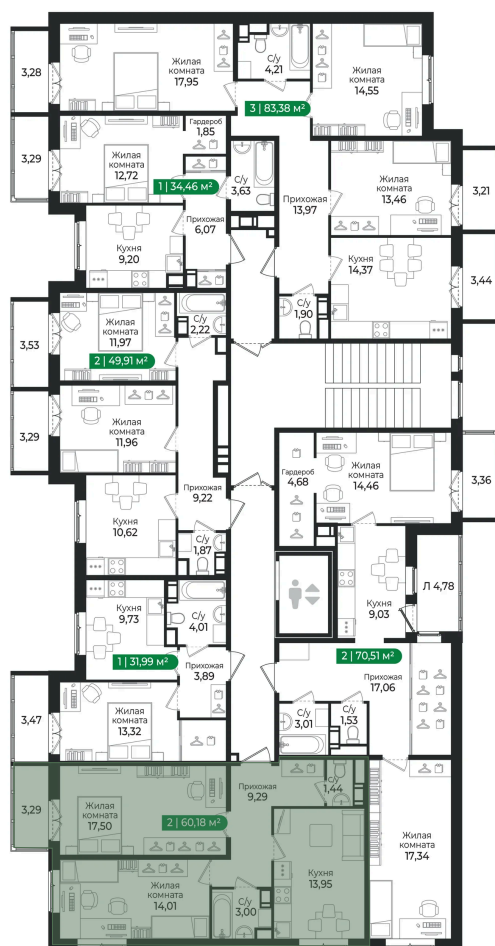 3,28
Жилая
комната
17,95
С/у
4,21
Жилая
комната
14,55
3 | 83,38 м²
Гардероб
1,85
3,29
Жилая
комната
12,72
1 | 34,46 м²
С/у
3,63
Жилая
комната
13,46
3,21
Прихожая
13,97
Прихожая
6,07
Кухня
9,20
Кухня
14,37
3,44
С/у
1,90
3,53
Жилая
комната
11,97
С/у
2,22
2 | 49,91 м²
3,29
Жилая
комната
11,96
Гардероб
4,68
Жилая
комната
14,46
3,36
Прихожая
9,22
Кухня
10,62
С/у
1,87
Л 4,78
Кухня
9,03
Кухня
9,73
С/у
4,01
1 | 31,99 м²
3,89
2 | 70,51 м²
Прихожая
17,06
3,47
Жилая
комната
13,32
С/у
3,01
С/у
1,53
3,29
Жилая
комната
17,50
2 | 60,18 м²
9,29
С/у
1,44
Жилая
комната
17,34
Кухня
13,95
Жилая
комната
14,01
С/у
3,00